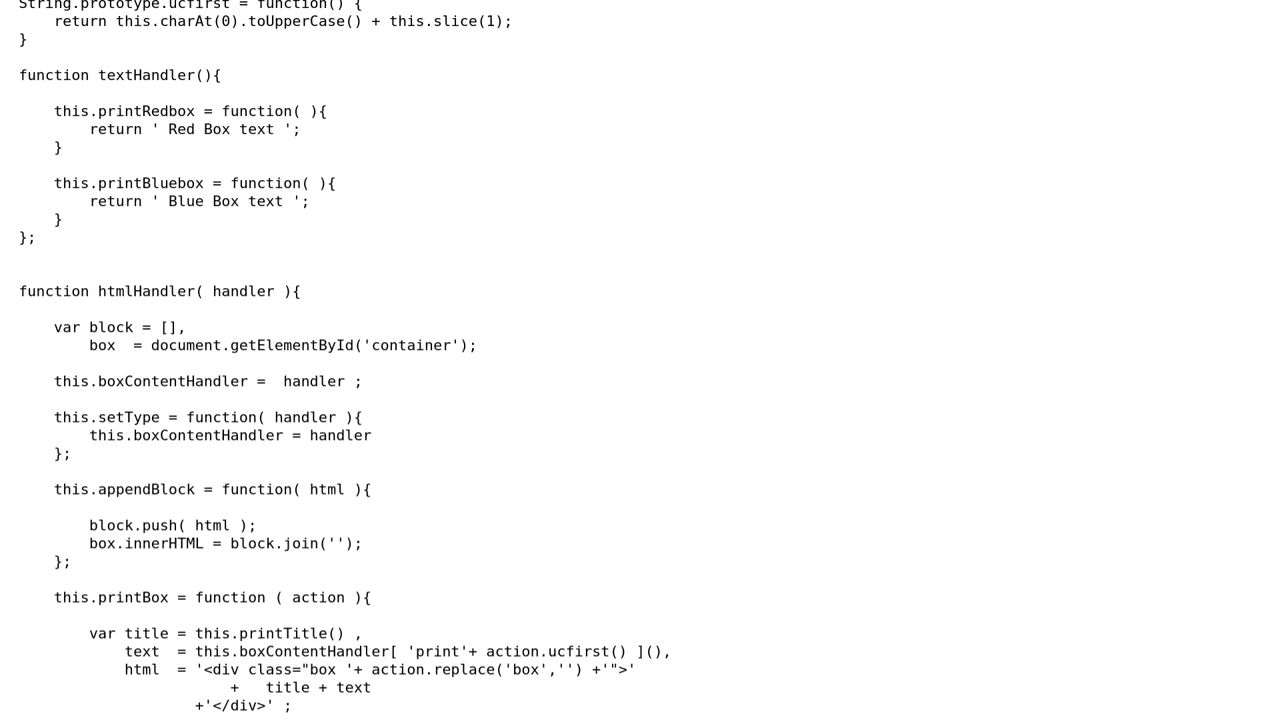 String.prototype.ucfirst = function() {
    return this.charAt(0).toUpperCase() + this.slice(1);
}

function textHandler(){

    this.printRedbox = function( ){
        return ' Red Box text ';
    }

    this.printBluebox = function( ){
        return ' Blue Box text ';
    }
};


function htmlHandler( handler ){

    var block = [],
        box  = document.getElementById('container');

    this.boxContentHandler =  handler ;

    this.setType = function( handler ){
        this.boxContentHandler = handler
    };

    this.appendBlock = function( html ){

        block.push( html );
        box.innerHTML = block.join('');
    };

    this.printBox = function ( action ){

        var title = this.printTitle() ,
            text  = this.boxContentHandler[ 'print'+ action.ucfirst() ](),
            html  = '<div class="box '+ action.replace('box','') +'">'
                        +   title + text
                    +'</div>' ;